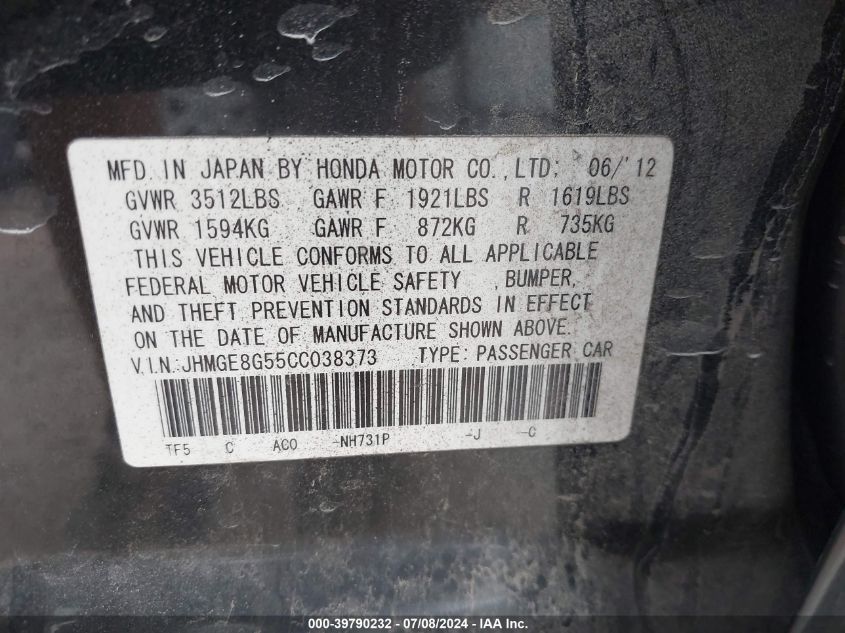 MFD. IN JAPAN BY HONDA MOTOR CO.,LTD; 06/'12
GVWR 3512LBS GAWR F 1921LBS R 1619LBS
GVWR 1594KG GAWR F 872KG R 735KG
THIS VEHICLE CONFORMS TO ALL APPLICABLE
FEDERAL MOTOR VEHICLE SAFETY , BUMPER,
AND THEFT PREVENTION STANDARDS IN EFFECT
ON THE DATE OF MANUFACTURE SHOWN ABOVE.
V.I.N.JHMGE8G55CC038373 TYPE: PASSENGER CAR
TF5 C ACO -NH731P -J -C
000-39790232 - 07/08/2024 - COPYRIGHT IAA, Inc.